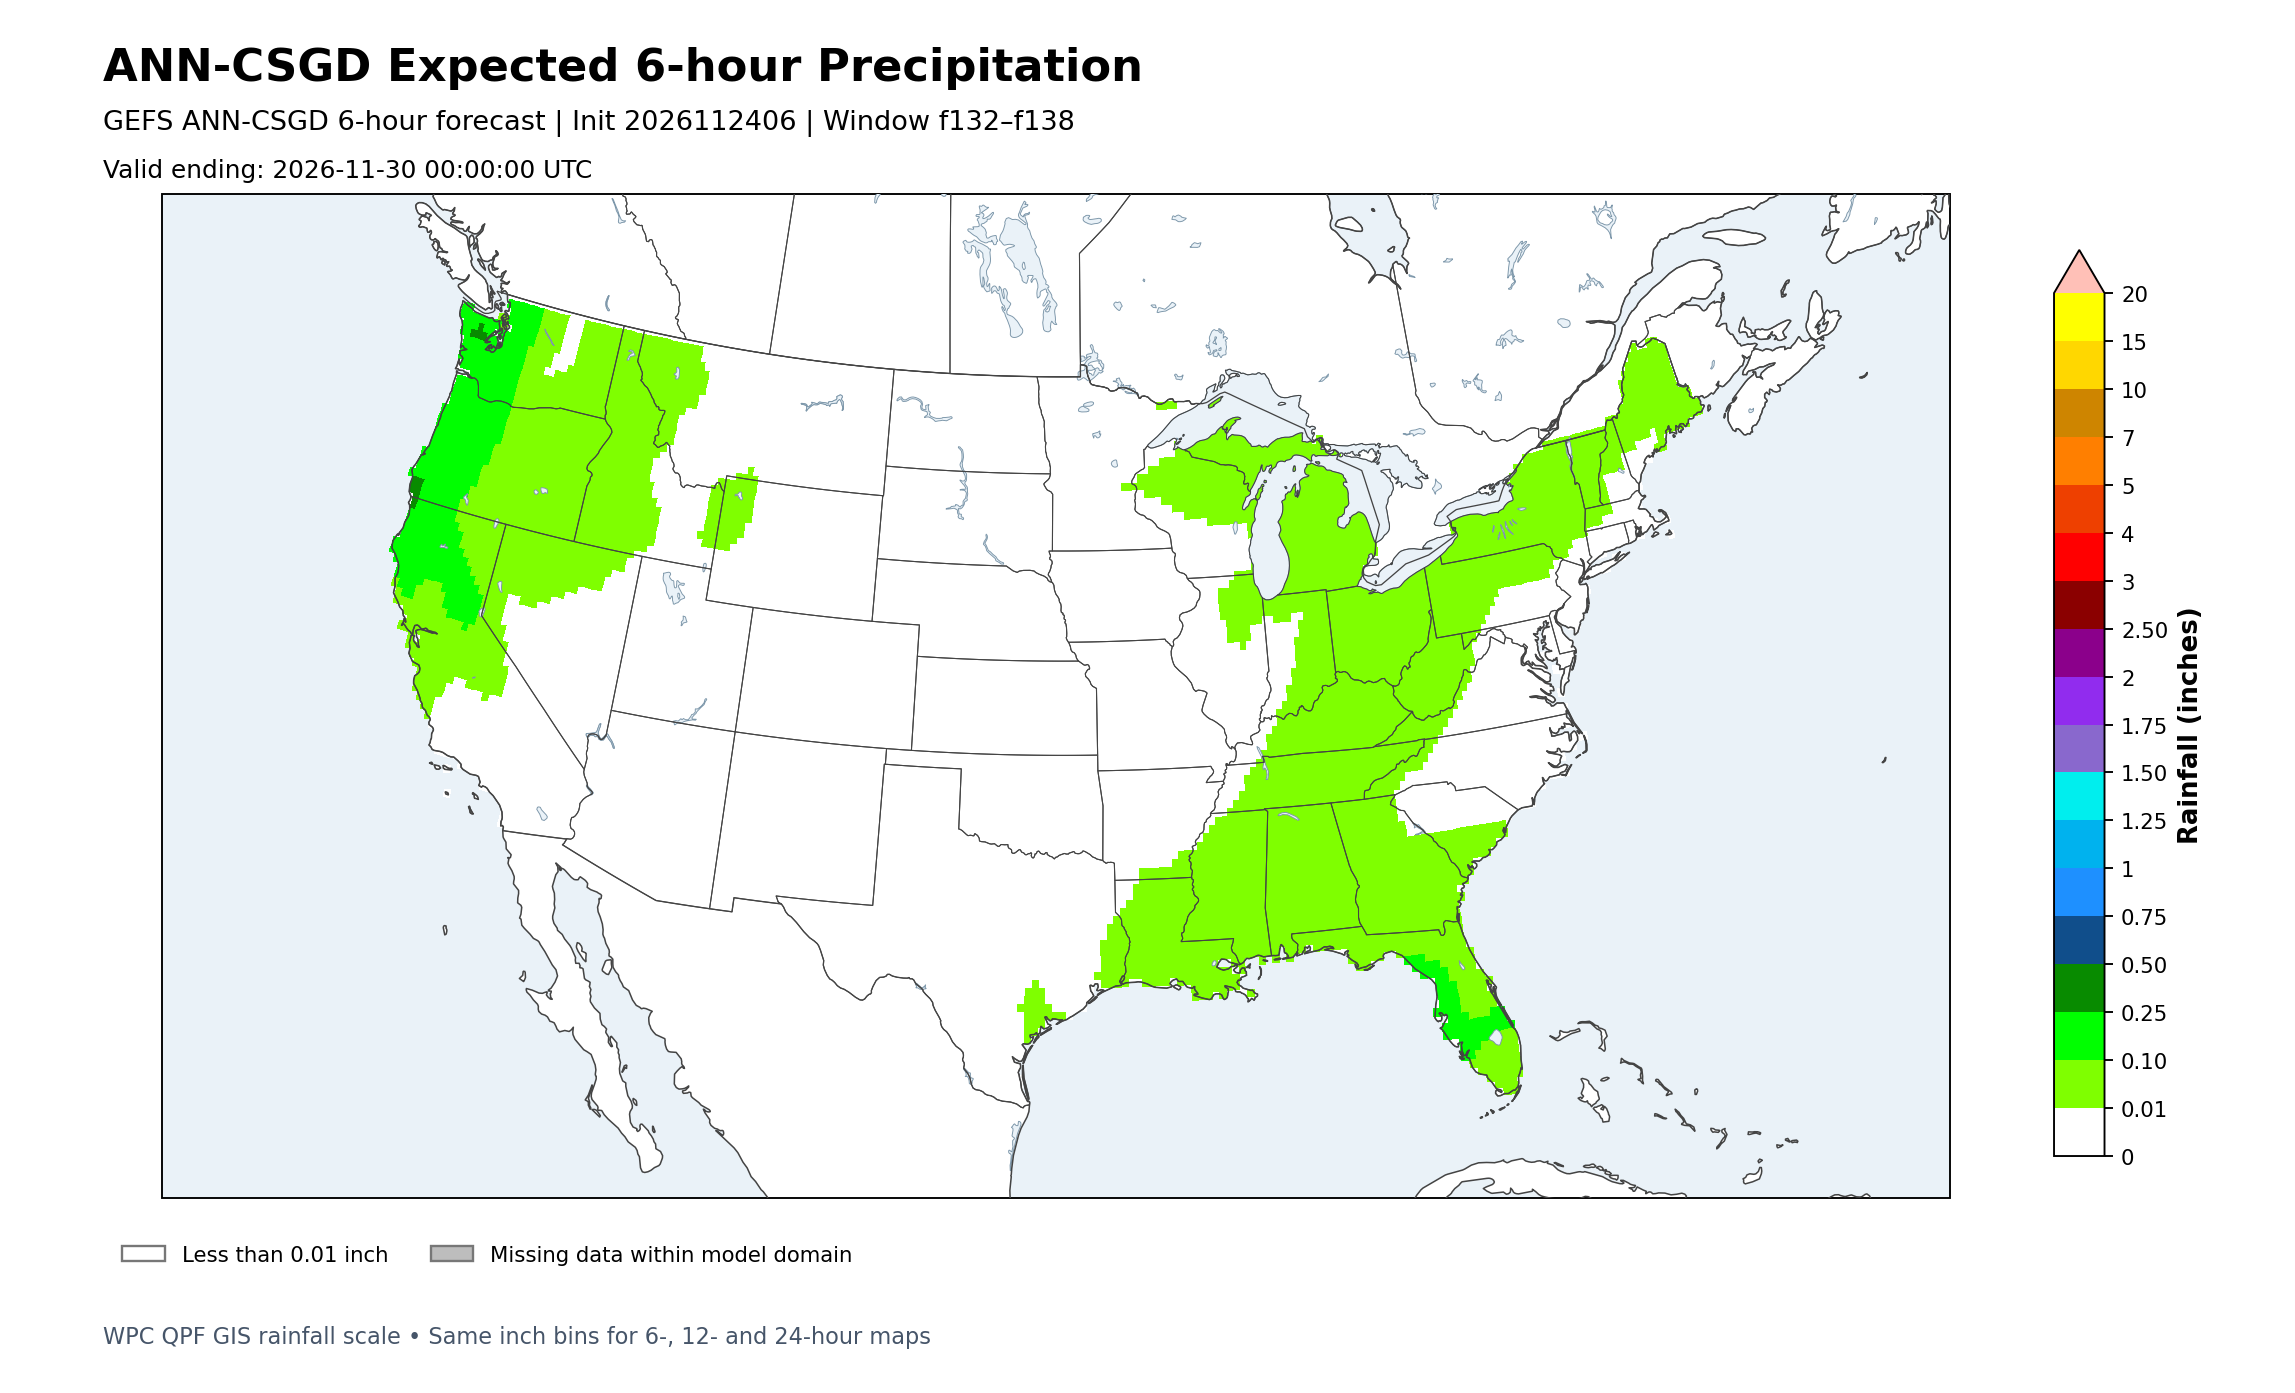 ANN-CSGD Expected 6-hour Precipitation
GEFS ANN-CSGD 6-hour forecast | Init 2026112406 | Window f132–f138
Valid ending: 2026-11-30 00:00:00 UTC
20
15
10
7
5
4
3
2.50
2
1.75
1.50
1.25
1
0.75
0.50
0.25
0.10
0.01
0
Rainfall (inches)
Less than 0.01 inch
Missing data within model domain
WPC QPF GIS rainfall scale • Same inch bins for 6-, 12- and 24-hour maps